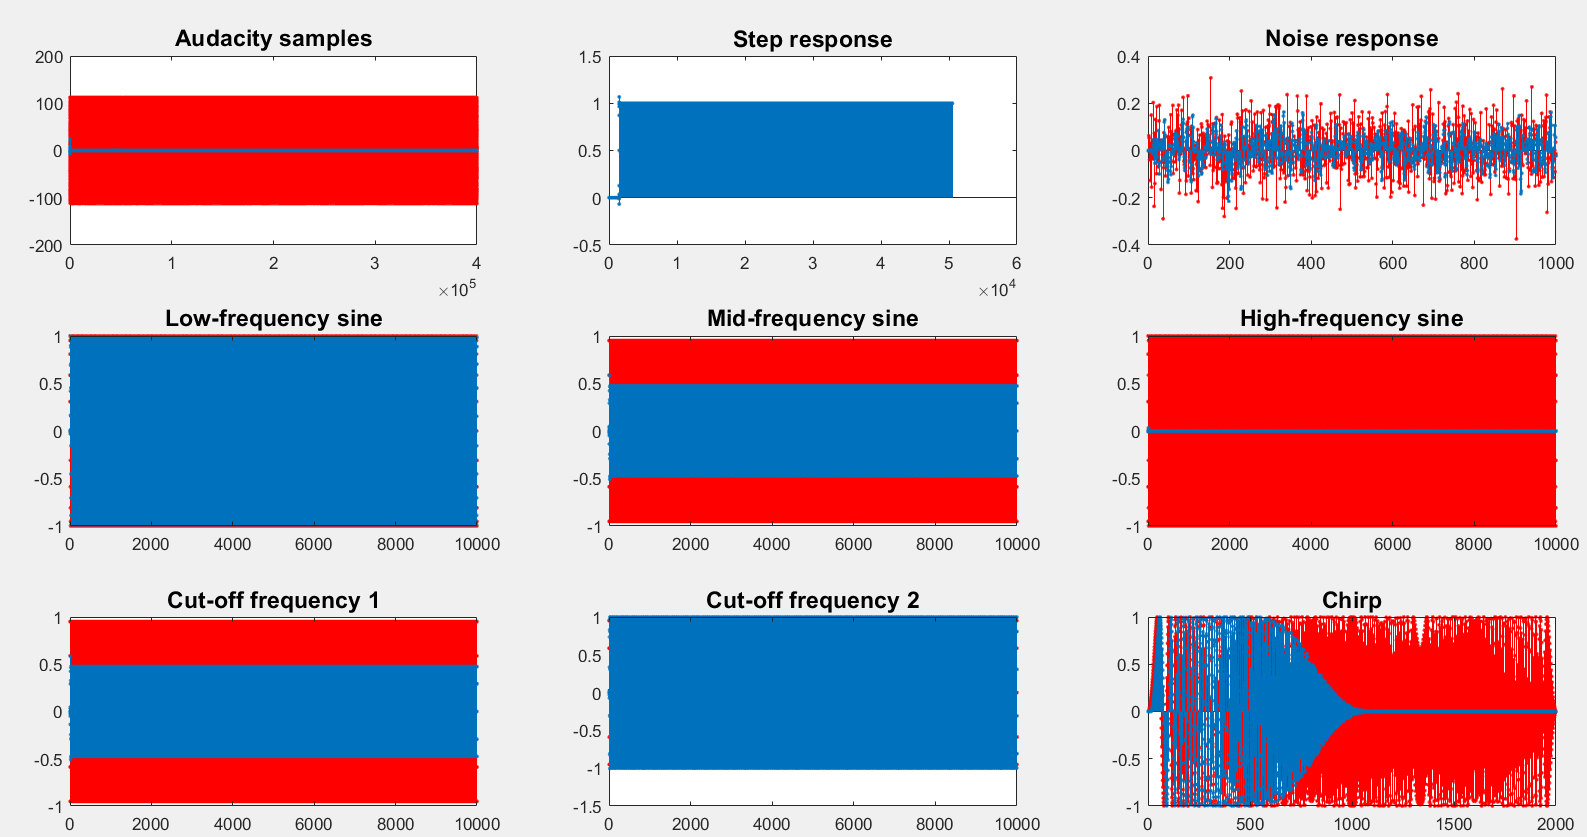 Audacity samples
200
100
0
-100
-200
0 1 2 3 4
×10^5
Step response
1.5
1
0.5
0
-0.5
0 1 2 3 4 5 6
×10^4
Noise response
0.4
0.2
0
-0.2
-0.4
0 200 400 600 800 1000
Low-frequency sine
1
0.5
0
-0.5
-1
0 2000 4000 6000 8000 10000
Mid-frequency sine
1
0.5
0
-0.5
-1
0 2000 4000 6000 8000 10000
High-frequency sine
1
0.5
0
-0.5
-1
0 2000 4000 6000 8000 10000
Cut-off frequency 1
1
0.5
0
-0.5
-1
0 2000 4000 6000 8000 10000
Cut-off frequency 2
1
0.5
0
-0.5
-1
-1.5
0 2000 4000 6000 8000 10000
Chirp
1
0.5
0
-0.5
-1
0 500 1000 1500 2000